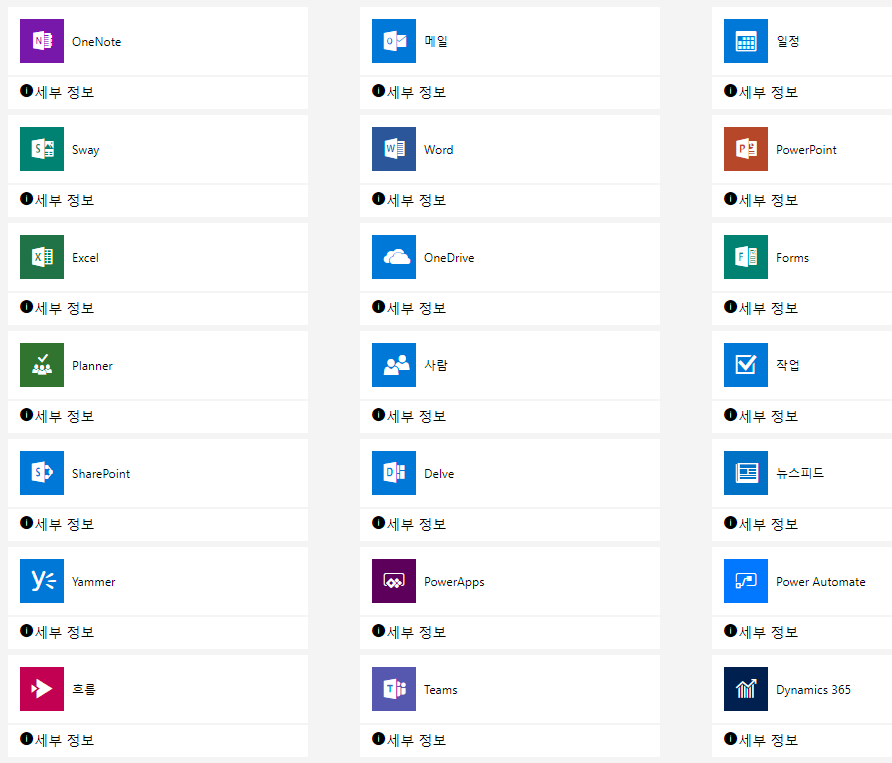 OneNote
메일
일정
세부 정보
세부 정보
세부 정보
Sway
Word
PowerPoint
세부 정보
세부 정보
세부 정보
Excel
OneDrive
Forms
세부 정보
세부 정보
세부 정보
Planner
사람
작업
세부 정보
세부 정보
세부 정보
SharePoint
Delve
뉴스피드
세부 정보
세부 정보
세부 정보
Yammer
PowerApps
Power Automate
세부 정보
세부 정보
세부 정보
흐름
Teams
Dynamics 365
세부 정보
세부 정보
세부 정보